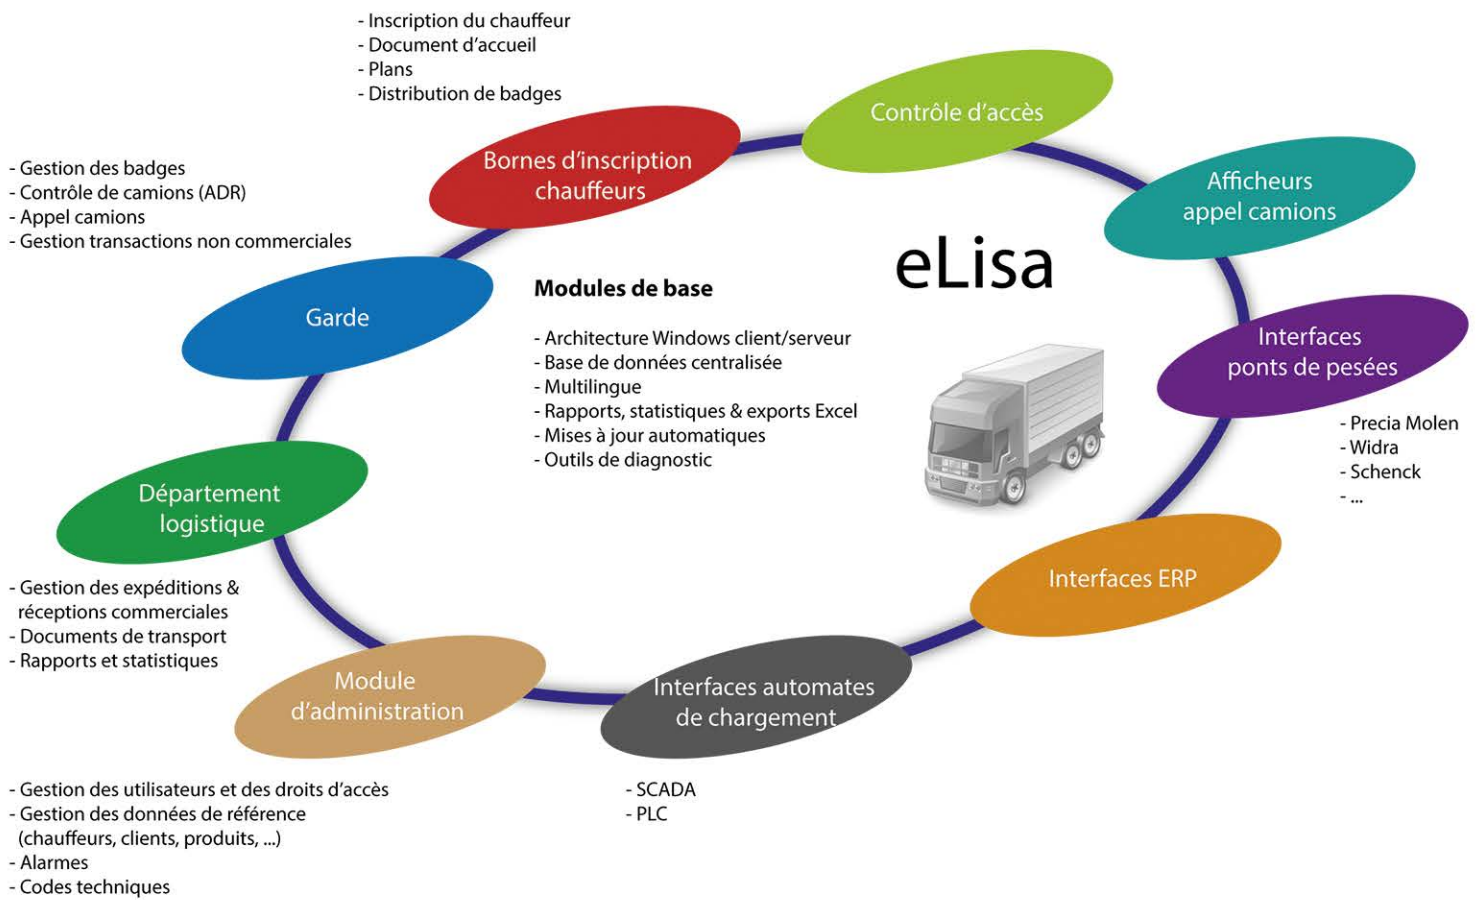 - Inscription du chauffeur
- Document d’accueil
- Plans
- Distribution de badges
Contrôle d’accès
Bornes d’inscription
chauffeurs
Afficheurs
appel camions
- Gestion des badges
- Contrôle de camions (ADR)
- Appel camions
- Gestion transactions non commerciales
Garde
eLisa
Modules de base
- Architecture Windows client/serveur
- Base de données centralisée
- Multilingue
- Rapports, statistiques & exports Excel
- Mises à jour automatiques
- Outils de diagnostic
Interfaces
ponts de pesées
- Precia Molen
- Widra
- Schenck
- ...
Département
logistique
- Gestion des expéditions &
réceptions commerciales
- Documents de transport
- Rapports et statistiques
Interfaces ERP
Module
d’administration
Interfaces automates
de chargement
- Gestion des utilisateurs et des droits d’accès
- Gestion des données de référence
(chauffeurs, clients, produits, ...)
- Alarmes
- Codes techniques
- SCADA
- PLC